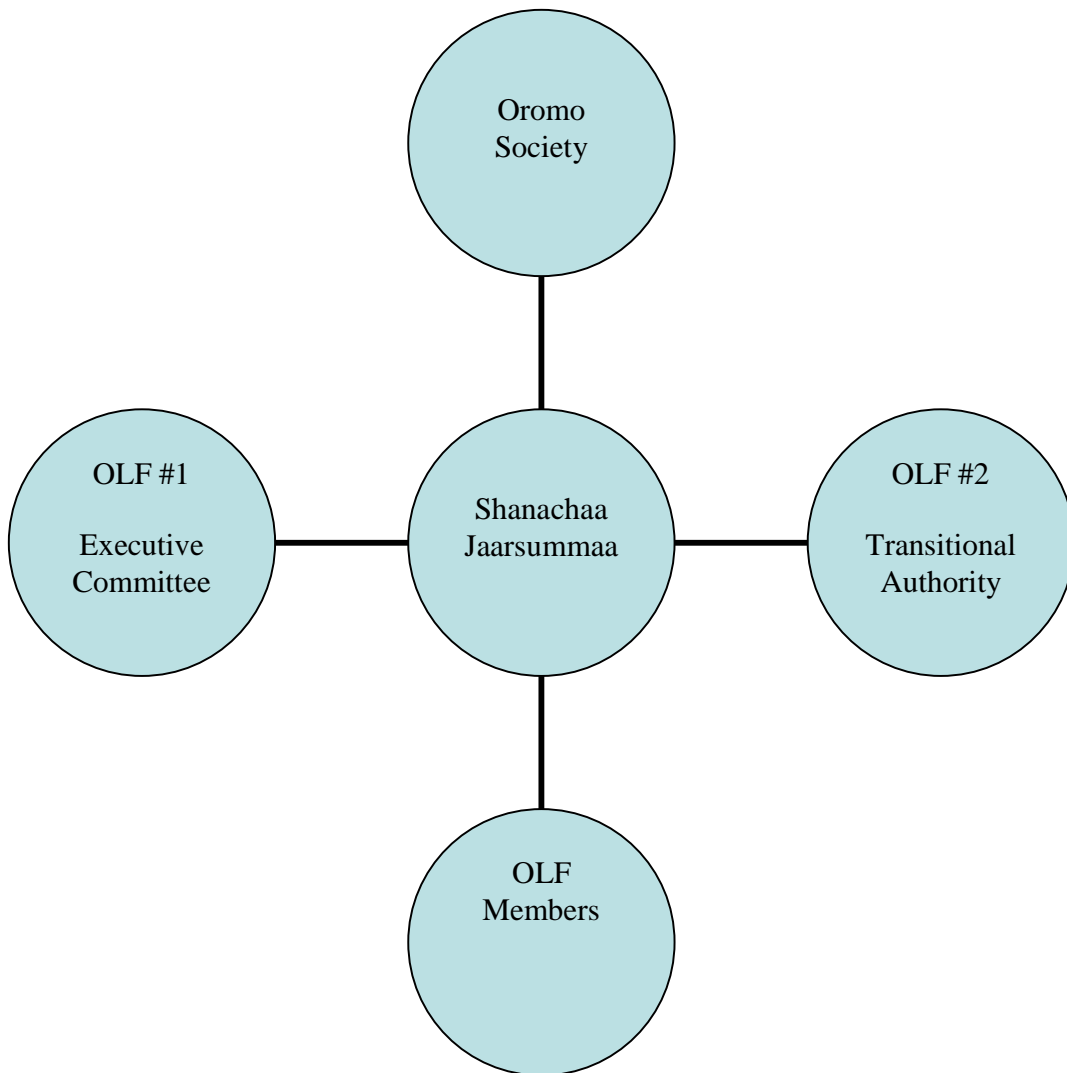 Oromo
Society
OLF #1
Executive
Committee
Shanachaa
Jaarsummaa
OLF #2
Transitional
Authority
OLF
Members